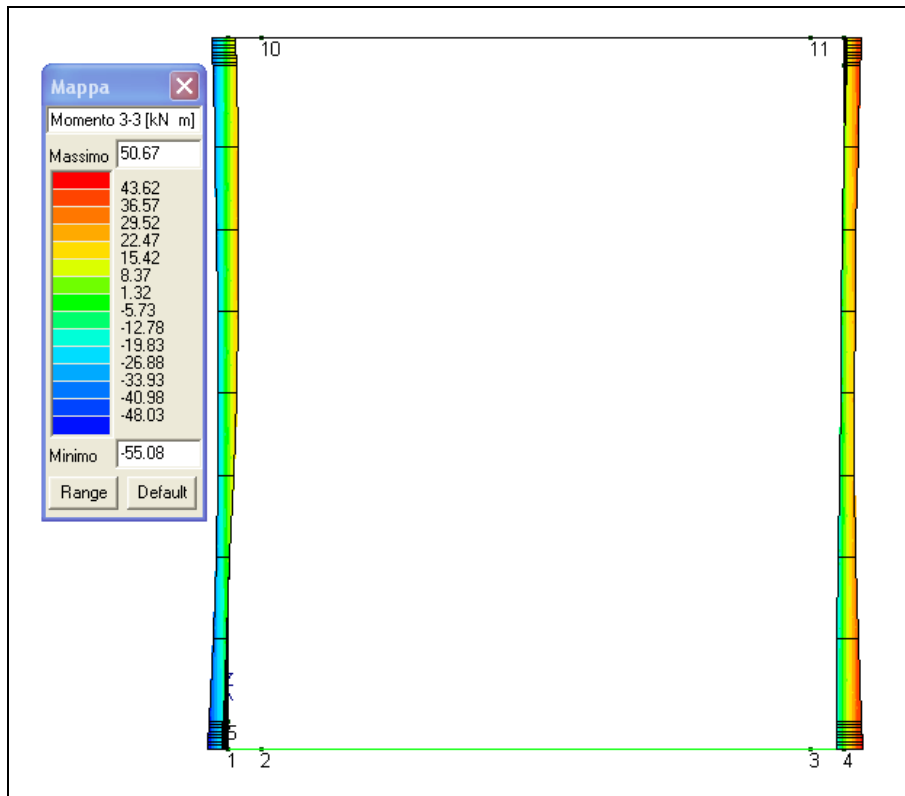 10
11
Mappa
Momento 3-3 [kN m]
Massimo 50.67
43.62
36.57
29.52
22.47
15.42
8.37
1.32
-5.73
-12.78
-19.83
-26.88
-33.93
-40.98
-48.03
Minimo -55.08
Range Default
1 2 3 4